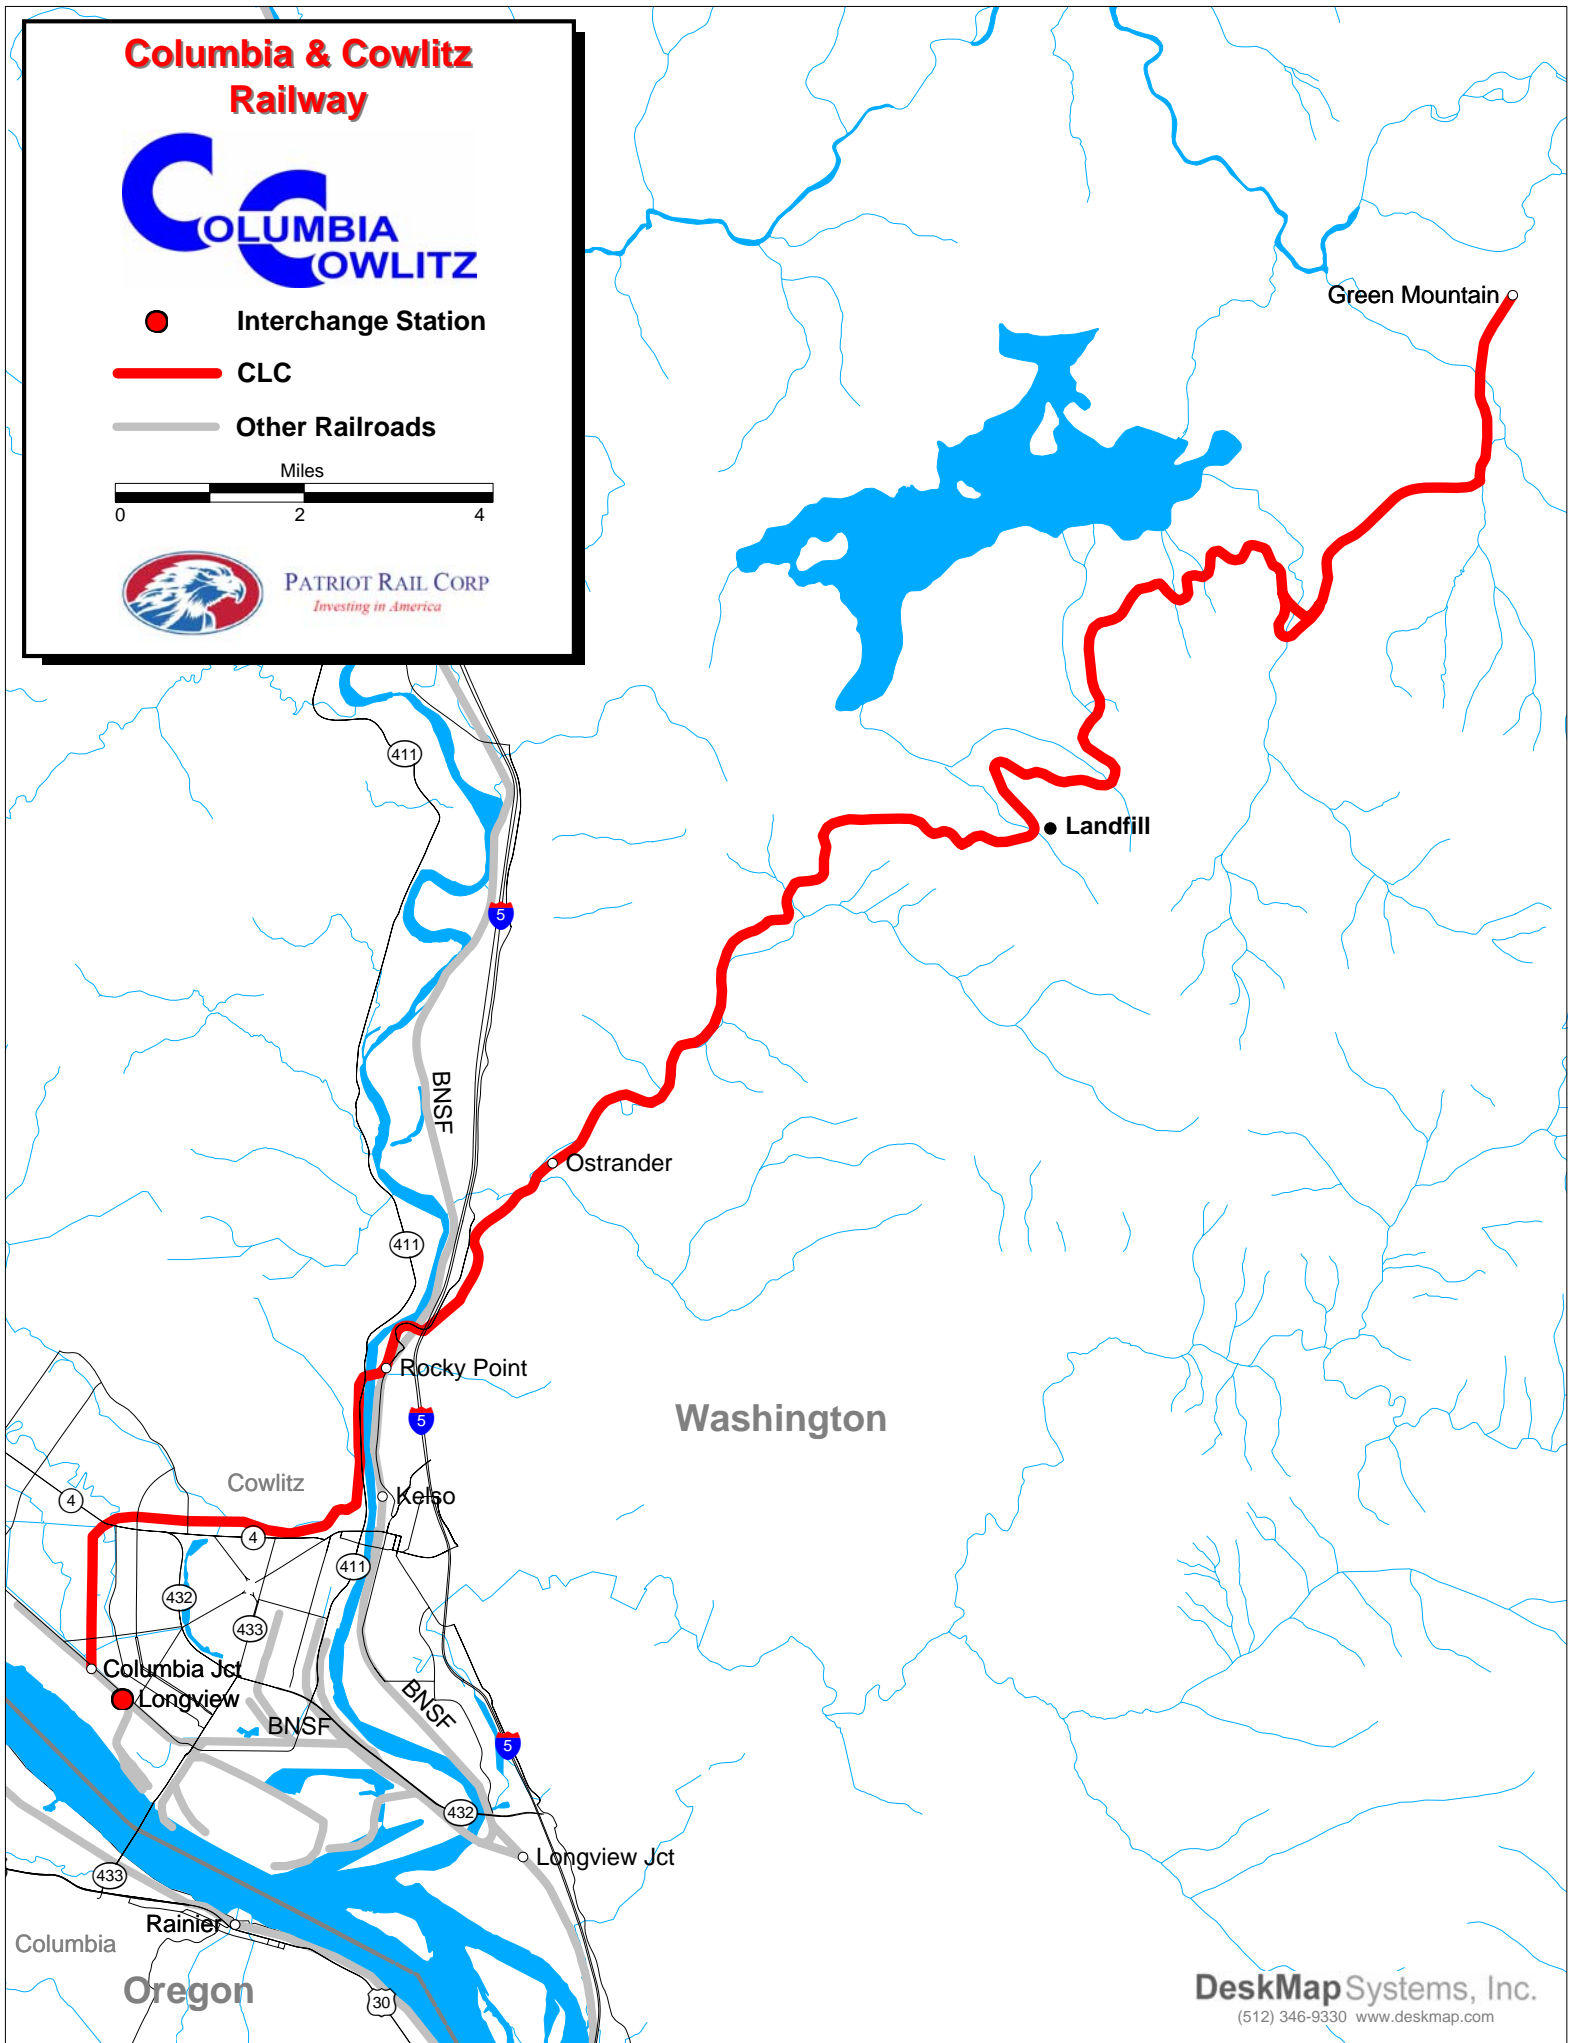 Columbia & Cowlitz
Railway
COLUMBIA
COWLITZ
Interchange Station
CLC
Other Railroads
Miles
0 2 4
PATRIOT RAIL CORP
Investing in America
Green Mountain
411
Landfill
5
BNSF
Ostrander
411
Rocky Point
5
Washington
Cowlitz
Kelso
4
4
411
432
433
Columbia Jct
Longview
BNSF
BNSF
5
432
Longview Jct
433
Rainier
Columbia
Oregon
30
DeskMap Systems, Inc.
(512) 346-9330 www.deskmap.com